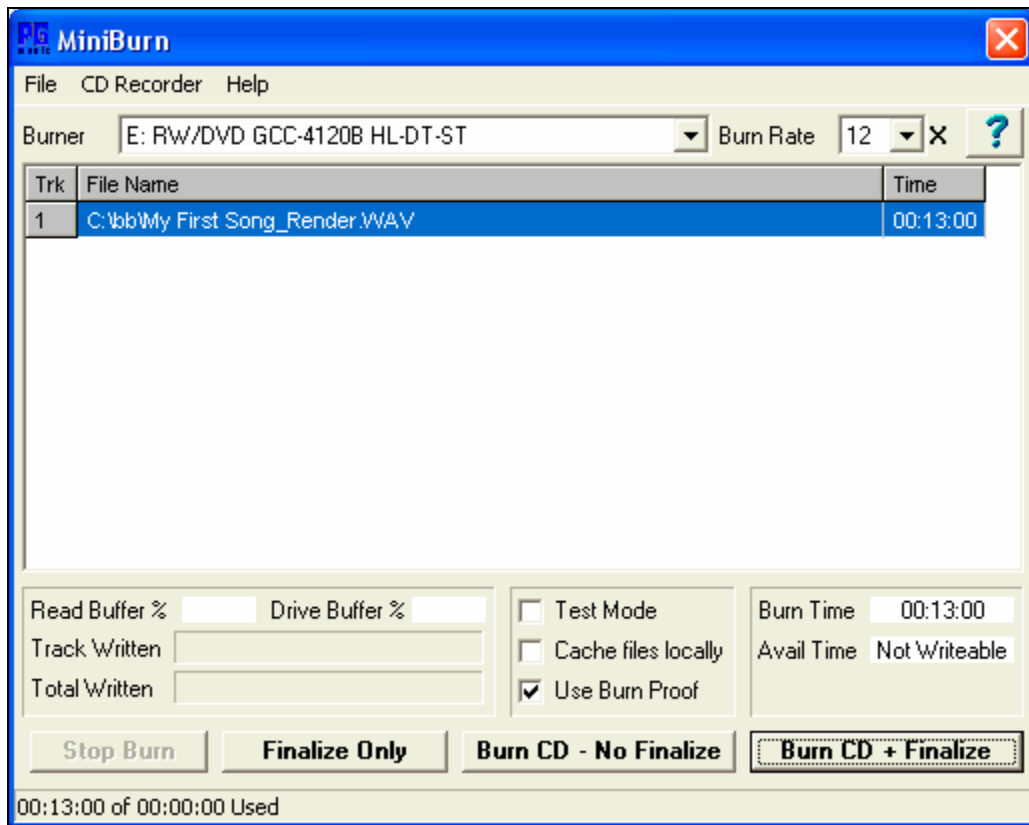 PG music MiniBurn
File CD Recorder Help
Burner E: RW/DVD GCC-4120B HL-DT-ST Burn Rate 12 X ?
Trk File Name Time
1 C:\bb\My First Song_Render.WAV 00:13:00
Read Buffer % Drive Buffer % Test Mode Burn Time 00:13:00
Track Written Cache files locally Avail Time Not Writeable
Total Written Use Burn Proof
Stop Burn Finalize Only Burn CD - No Finalize Burn CD + Finalize
00:13:00 of 00:00:00 Used